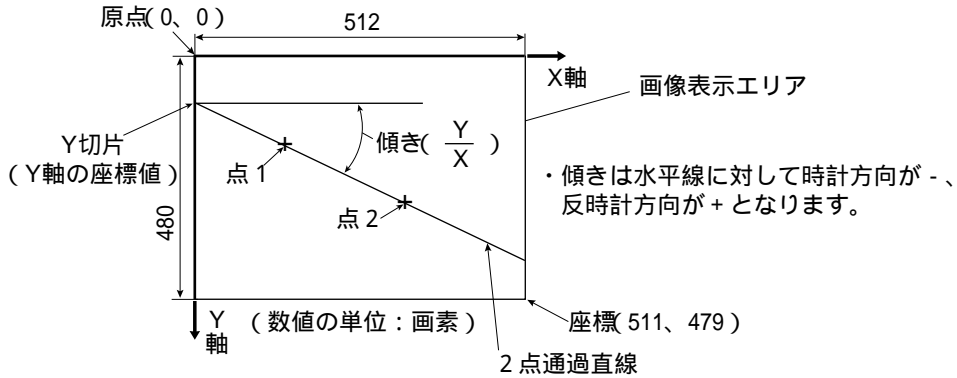 原点(0、0)
512
X軸
画像表示エリア
Y切片
(Y軸の座標値)
点1
傾き( Y/X )
・傾きは水平線に対して時計方向が - 、
反時計方向が + となります。
点2
480
Y軸
(数値の単位:画素)
座標(511、479)
2点通過直線